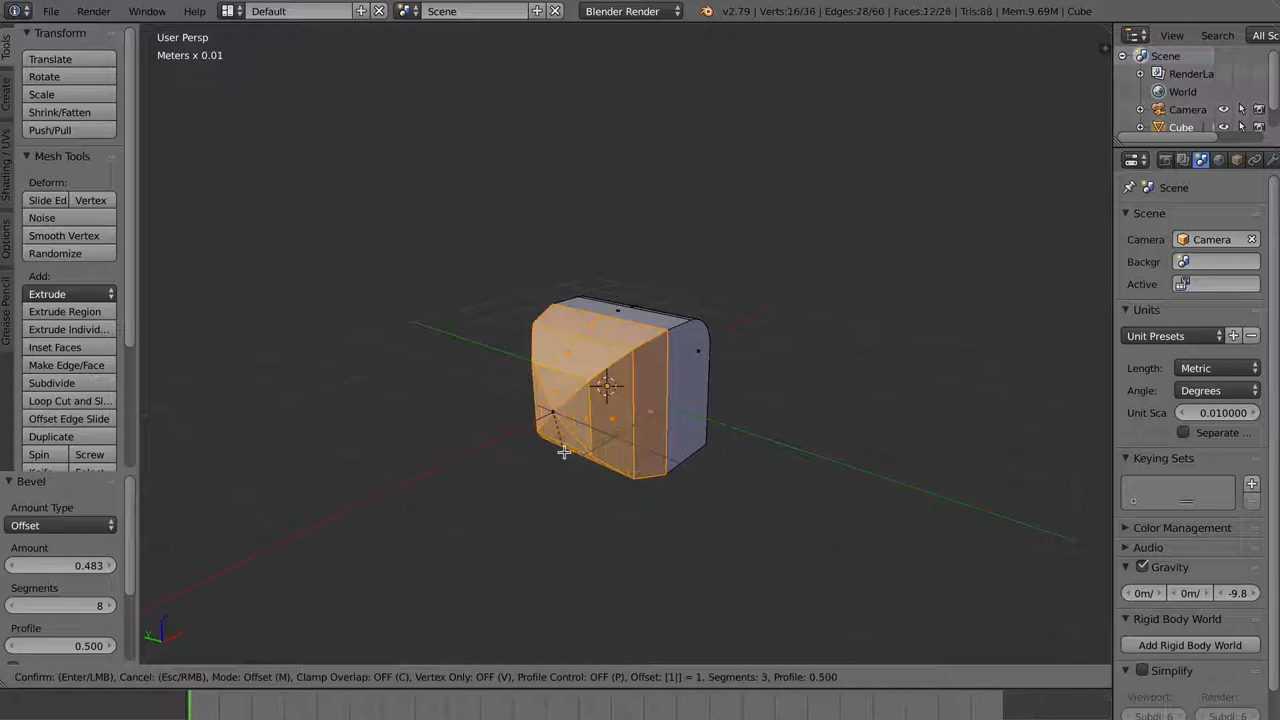 File Render Window Help Default Scene Blender Render v2.79 | Verts:16/36 | Edges:28/60 | Faces:12/26 | Tris:68 | Mem:9.69M | Cube
View Search All Sc
Tools
Create
Shading / UVs
Options
Grease Pencil
Transform
Translate
Rotate
Scale
Shrink/Fatten
Push/Pull
Mesh Tools
Deform:
Slide Ed Vertex
Noise
Smooth Vertex
Randomize
Add:
Extrude
Extrude Region
Extrude Individ...
Inset Faces
Make Edge/Face
Subdivide
Loop Cut and Sl...
Offset Edge Slide
Duplicate
Spin Screw
Bevel
Amount Type
Offset
Amount
0.483
Segments
8
Profile
0.500
User Persp
Meters x 0.01
Confirm: (Enter/LMB), Cancel: (Esc/RMB), Mode: Offset (M), Clamp Overlap: OFF (C), Vertex Only: OFF (V), Profile Control: OFF (P), Offset: [1|] = 1, Segments: 3, Profile: 0.500
Scene
RenderLa
World
Camera
Cube
Scene
Scene
Camera Camera
Backgr
Active
Units
Unit Presets
Length: Metric
Angle: Degrees
Unit Sca 0.010000
Separate ...
Keying Sets
Color Management
Audio
Gravity
0m/ 0m/ -9.8
Rigid Body World
Add Rigid Body World
Simplify
Viewport: Render:
Subdi: 6 Subdi: 6